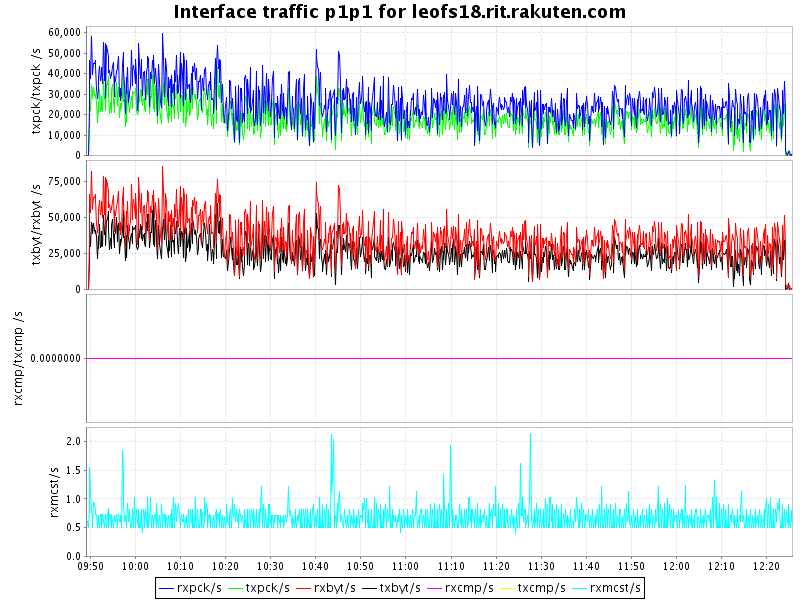 Interface traffic p1p1 for leofs18.rit.rakuten.com
txpck/txpck /s
60,000
50,000
40,000
30,000
20,000
10,000
0
txbyt/rxbyt /s
75,000
50,000
25,000
0
rxcmp/txcmp /s
0.0000000
rxmcst/s
2.0
1.5
1.0
0.5
0.0
09:50 10:00 10:10 10:20 10:30 10:40 10:50 11:00 11:10 11:20 11:30 11:40 11:50 12:00 12:10 12:20
rxpck/s txpck/s rxbyt/s txbyt/s rxcmp/s txcmp/s rxmcst/s